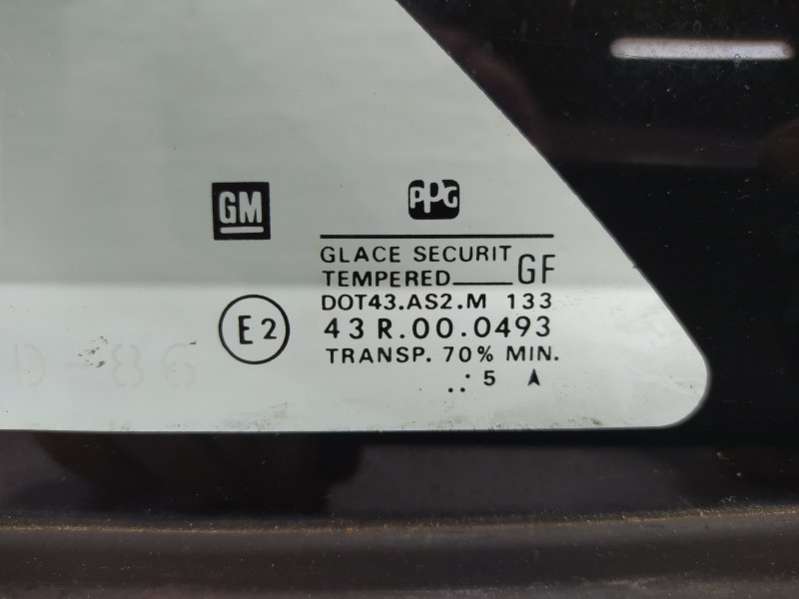 GM
PPG
GLACE SECURIT
TEMPERED GF
DOT43.AS2.M 133
E2
43 R.00.0493
TRANSP. 70% MIN.
..: 5